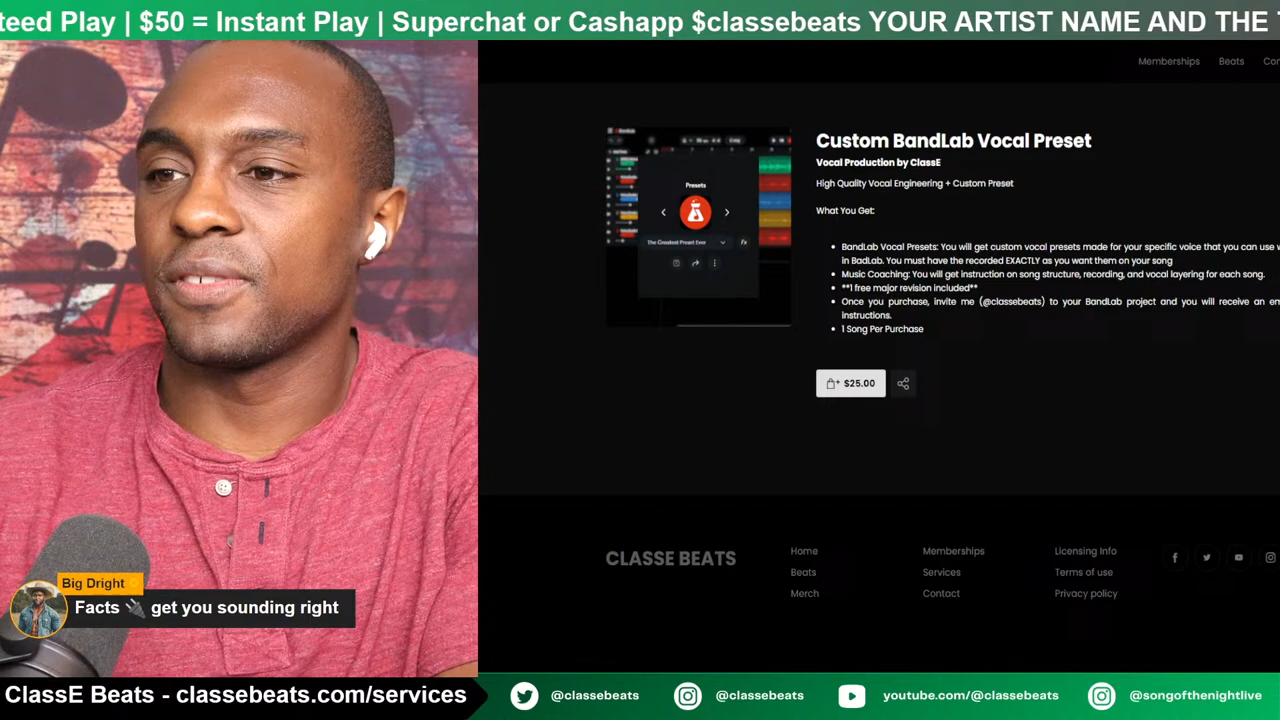 teed Play | $50 = Instant Play | Superchat or Cashapp $classebeats YOUR ARTIST NAME AND THE
Memberships Beats
Presets
The Greatest Preset Ever
Fx
Custom BandLab Vocal Preset
Vocal Production by ClassE
High Quality Vocal Engineering + Custom Preset
What You Get:
BandLab Vocal Presets: You will get custom vocal presets made for your specific voice that you can use
in BadLab. You must have the recorded EXACTLY as you want them on your song
Music Coaching: You will get instruction on song structure, recording, and vocal layering for each song.
**1 free major revision included**
Once you purchase, invite me (@classebeats) to your BandLab project and you will receive an
instructions.
1 Song Per Purchase
$25.00
CLASSE BEATS
Home Memberships Licensing Info
Beats Services Terms of use
Merch Contact Privacy policy
Big Dright
Facts 🔌 get you sounding right
ClassE Beats - classebeats.com/services @classebeats @classebeats youtube.com/@classebeats @songofthenightlive